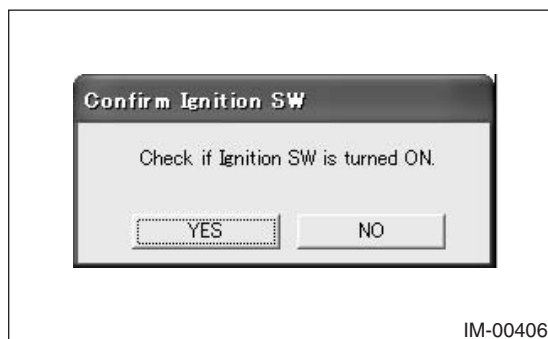 Confirm Ignition SW
Check if Ignition SW is turned ON.
YES NO
IM-00406